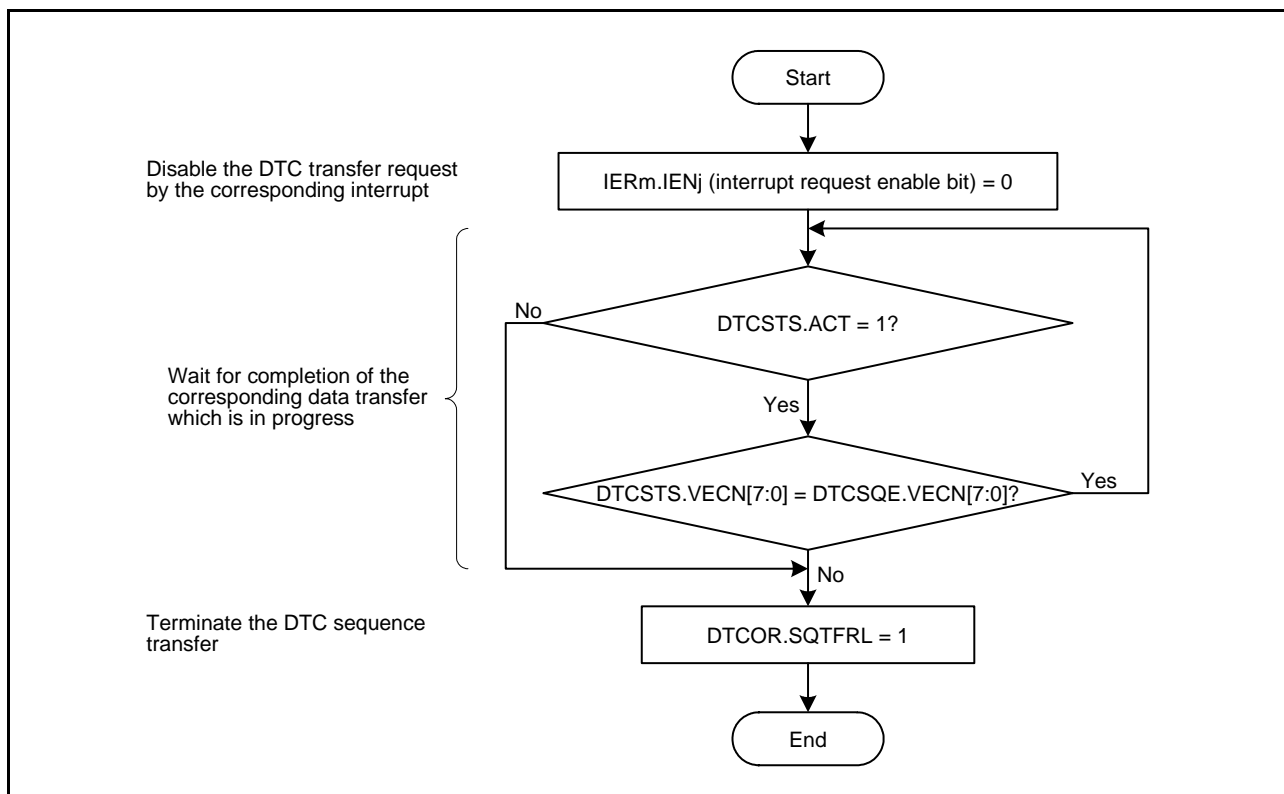 Start
Disable the DTC transfer request
by the corresponding interrupt
IERm.IENj (interrupt request enable bit) = 0
No
DTCSTS.ACT = 1?
Wait for completion of the
corresponding data transfer
which is in progress
Yes
DTCSTS.VECN[7:0] = DTCSQE.VECN[7:0]?
Yes
No
Terminate the DTC sequence
transfer
DTCOR.SQTFRL = 1
End